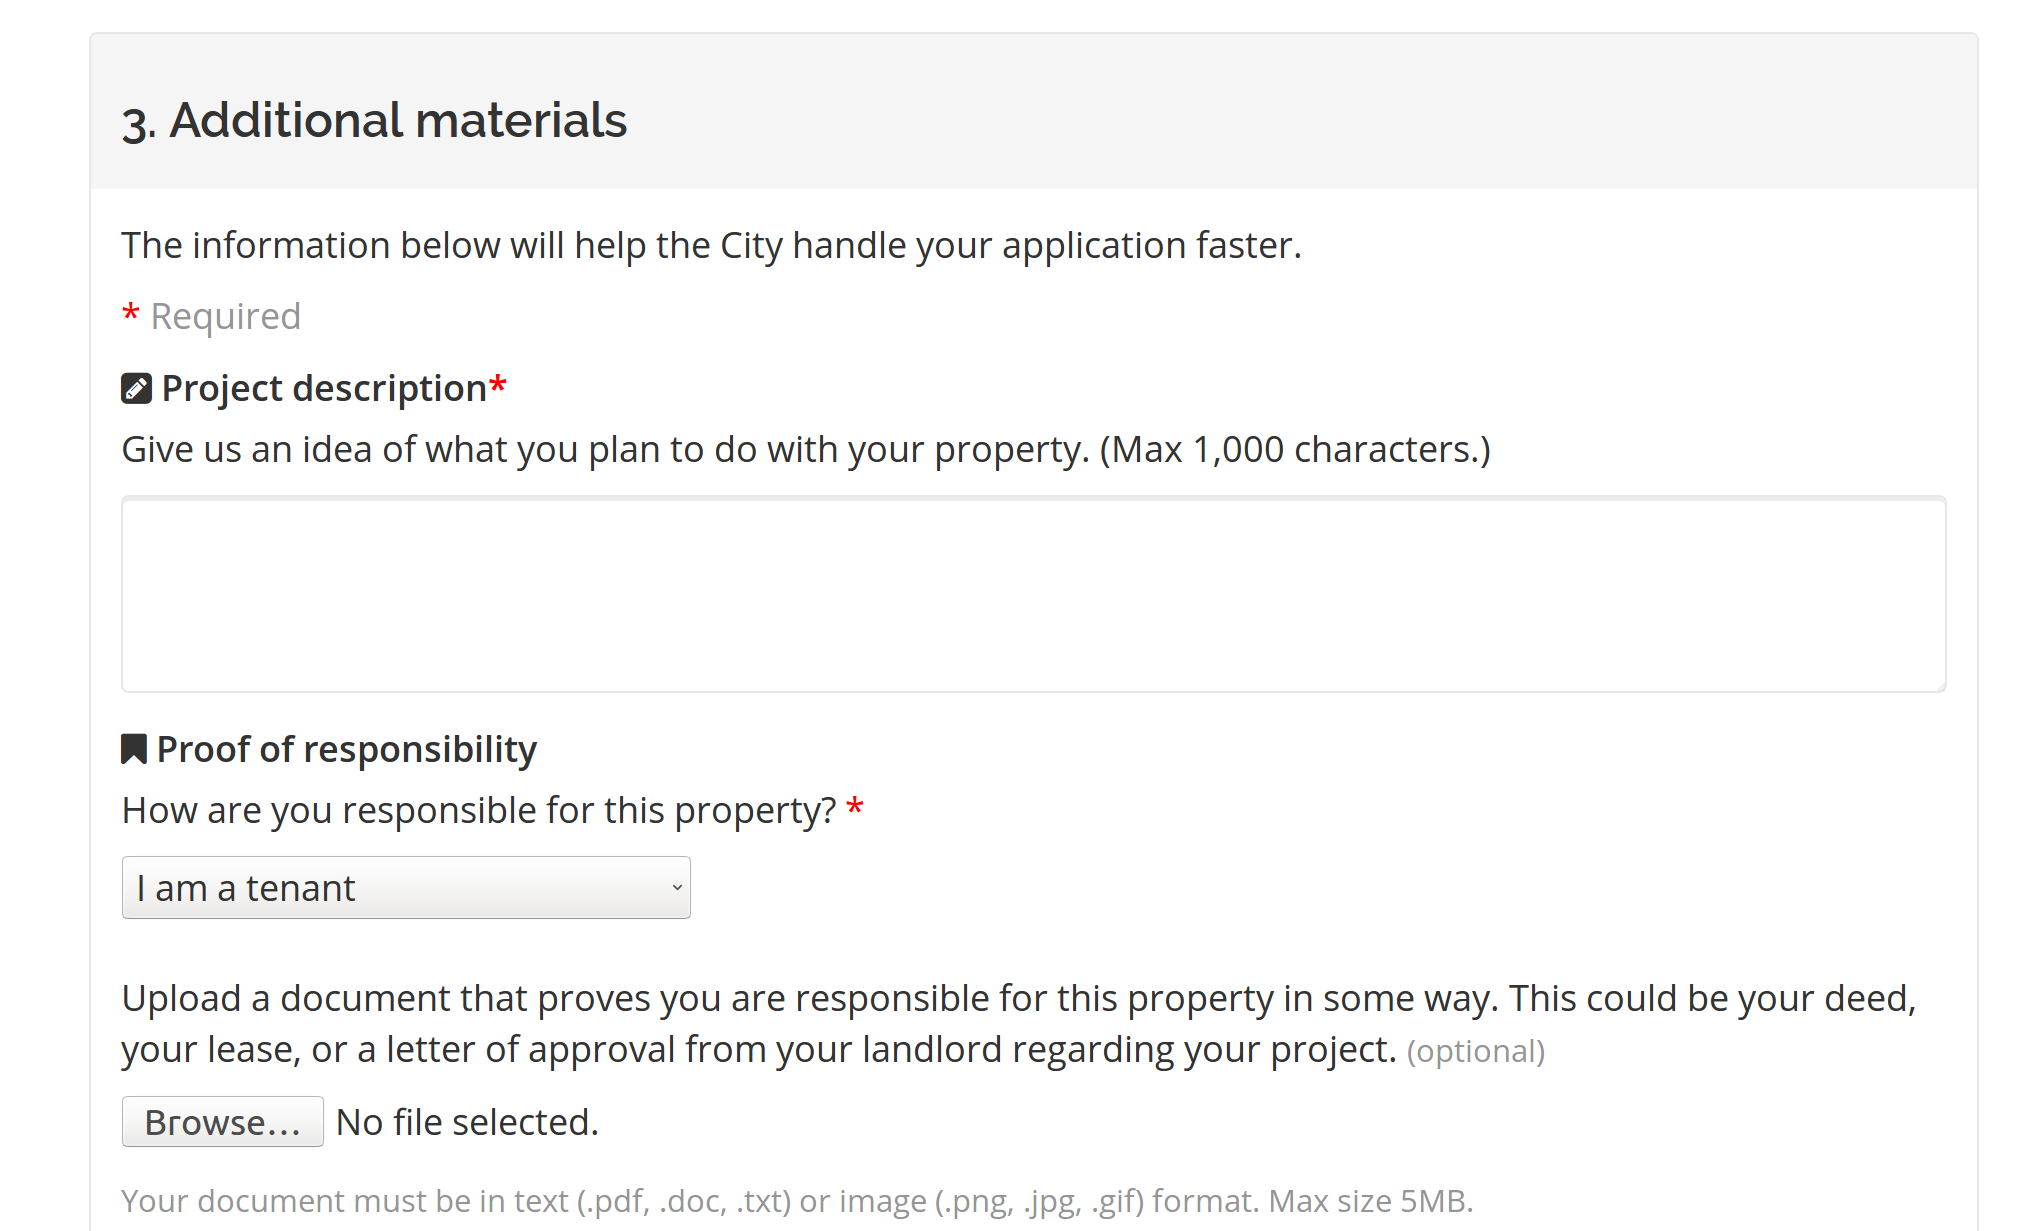 3. Additional materials
The information below will help the City handle your application faster.
* Required
Project description*
Give us an idea of what you plan to do with your property. (Max 1,000 characters.)
Proof of responsibility
How are you responsible for this property? *
I am a tenant
Upload a document that proves you are responsible for this property in some way. This could be your deed,
your lease, or a letter of approval from your landlord regarding your project. (optional)
Browse... No file selected.
Your document must be in text (.pdf, .doc, .txt) or image (.png, .jpg, .gif) format. Max size 5MB.